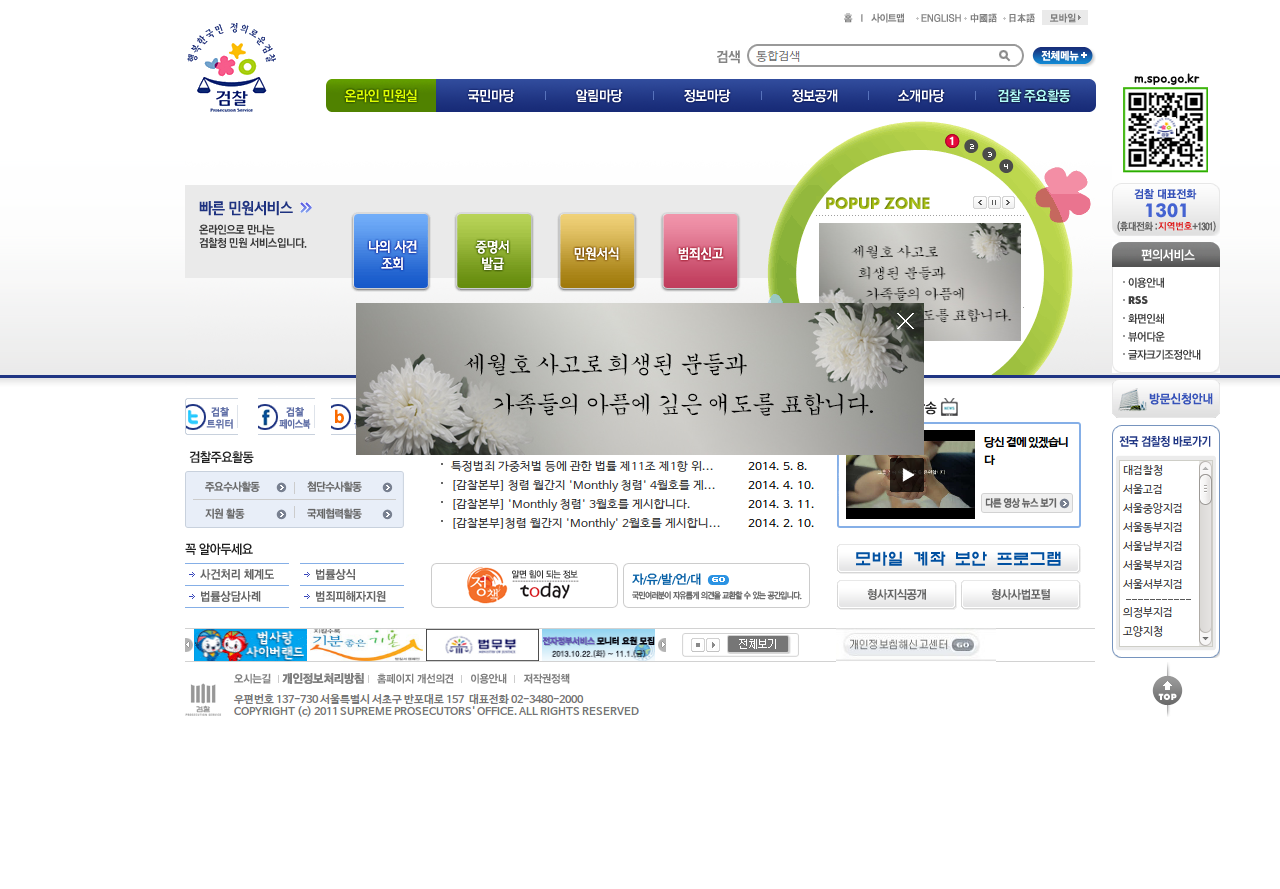 홈 | 사이트맵 · ENGLISH · 中國語 · 日本語 모바일
행복한국민 정의로운검찰
검찰
Prosecution Service
검색 통합검색 전체메뉴 +
온라인 민원실 국민마당 알림마당 정보마당 정보공개 소개마당 검찰 주요활동
m.spo.go.kr
빠른 민원서비스
온라인으로 만나는
검찰청 민원 서비스입니다.
나의 사건
조회
증명서
발급
민원서식
범죄신고
1 2 3 4
POPUP ZONE
세월호 사고로
희생된 분들과
가족들의 아픔에
도를 표합니다.
검찰 대표전화
1301
(휴대전화 : 지역번호+1301)
편의서비스
· 이용안내
· RSS
· 화면인쇄
· 뷰어다운
· 글자크기조정안내
방문신청안내
세월호 사고로 희생된 분들과
가족들의 아픔에 깊은 애도를 표합니다.
검찰
트위터
검찰
페이스북
검찰주요활동
주요수사활동 첨단수사활동
지원 활동 국제협력활동
· 특정범죄 가중처벌 등에 관한 법률 제11조 제1항 위... 2014. 5. 8.
· [감찰본부] 청렴 월간지 'Monthly 청렴' 4월호를 게... 2014. 4. 10.
· [감찰본부] 'Monthly 청렴' 3월호를 게시합니다. 2014. 3. 11.
· [감찰본부]청렴 월간지 'Monthly' 2월호를 게시합니... 2014. 2. 10.
송 NEWS
당신 곁에 있겠습니
다
다른 영상 뉴스 보기
전국 검찰청 바로가기
대검찰청
서울고검
서울중앙지검
서울동부지검
서울남부지검
서울북부지검
서울서부지검
-----------
의정부지검
고양지청
꼭 알아두세요
사건처리 체계도 법률상식
법률상담사례 범죄피해자지원
정책
알면 힘이 되는 정보
today
자/유/발/언/대 GO
국민여러분이 자유롭게 의견을 교환할 수 있는 공간입니다.
모바일 계좌 보안 프로그램
형사지식공개 형사사법포털
법사랑
사이버랜드
기분 좋은 기본
법무부
전자정부서비스 모니터 요원 모집
2013.10.22.(화) ~ 11.1.(금)
전체보기
개인정보침해신고센터 GO
오시는길 | 개인정보처리방침 | 홈페이지 개선의견 | 이용안내 | 저작권정책
검찰
PROSECUTION SERVICE
우편번호 137-730 서울특별시 서초구 반포대로 157 대표전화 02-3480-2000
COPYRIGHT (c) 2011 SUPREME PROSECUTORS' OFFICE. ALL RIGHTS RESERVED
TOP